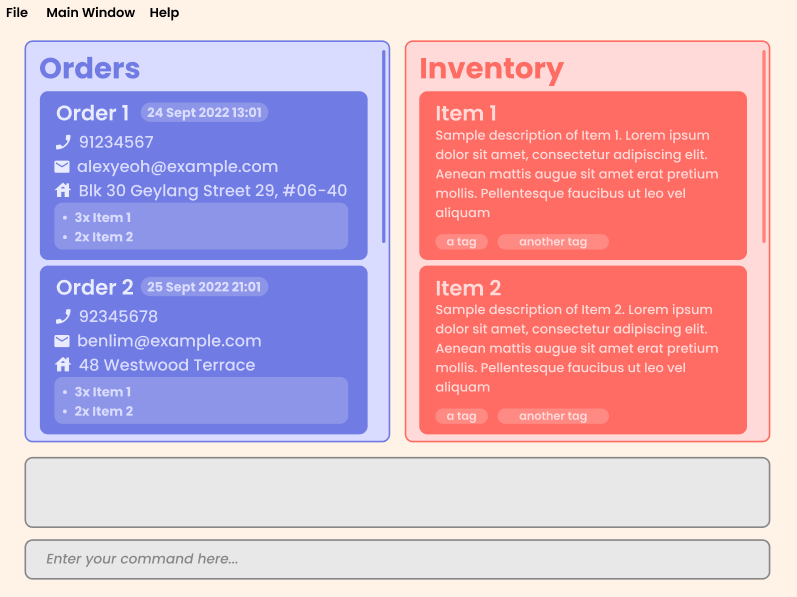 File Main Window Help
Orders
Order 1 24 Sept 2022 13:01
91234567
alexyeoh@example.com
Blk 30 Geylang Street 29, #06-40
• 3x Item 1
• 2x Item 2
Order 2 25 Sept 2022 21:01
92345678
benlim@example.com
48 Westwood Terrace
• 3x Item 1
• 2x Item 2
Inventory
Item 1
Sample description of Item 1. Lorem ipsum
dolor sit amet, consectetur adipiscing elit.
Aenean mattis augue sit amet erat pretium
mollis. Pellentesque faucibus ut leo vel
aliquam
a tag another tag
Item 2
Sample description of Item 2. Lorem ipsum
dolor sit amet, consectetur adipiscing elit.
Aenean mattis augue sit amet erat pretium
mollis. Pellentesque faucibus ut leo vel
aliquam
a tag another tag
Enter your command here...